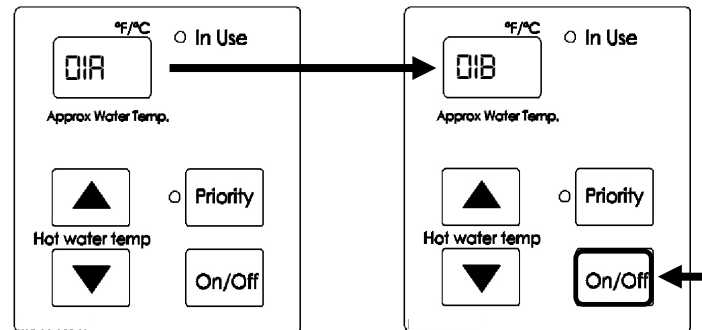 °F/°C
In Use
01A
Approx Water Temp.
Priority
Hot water temp
On/Off
°F/°C
In Use
01B
Approx Water Temp.
Priority
Hot water temp
On/Off